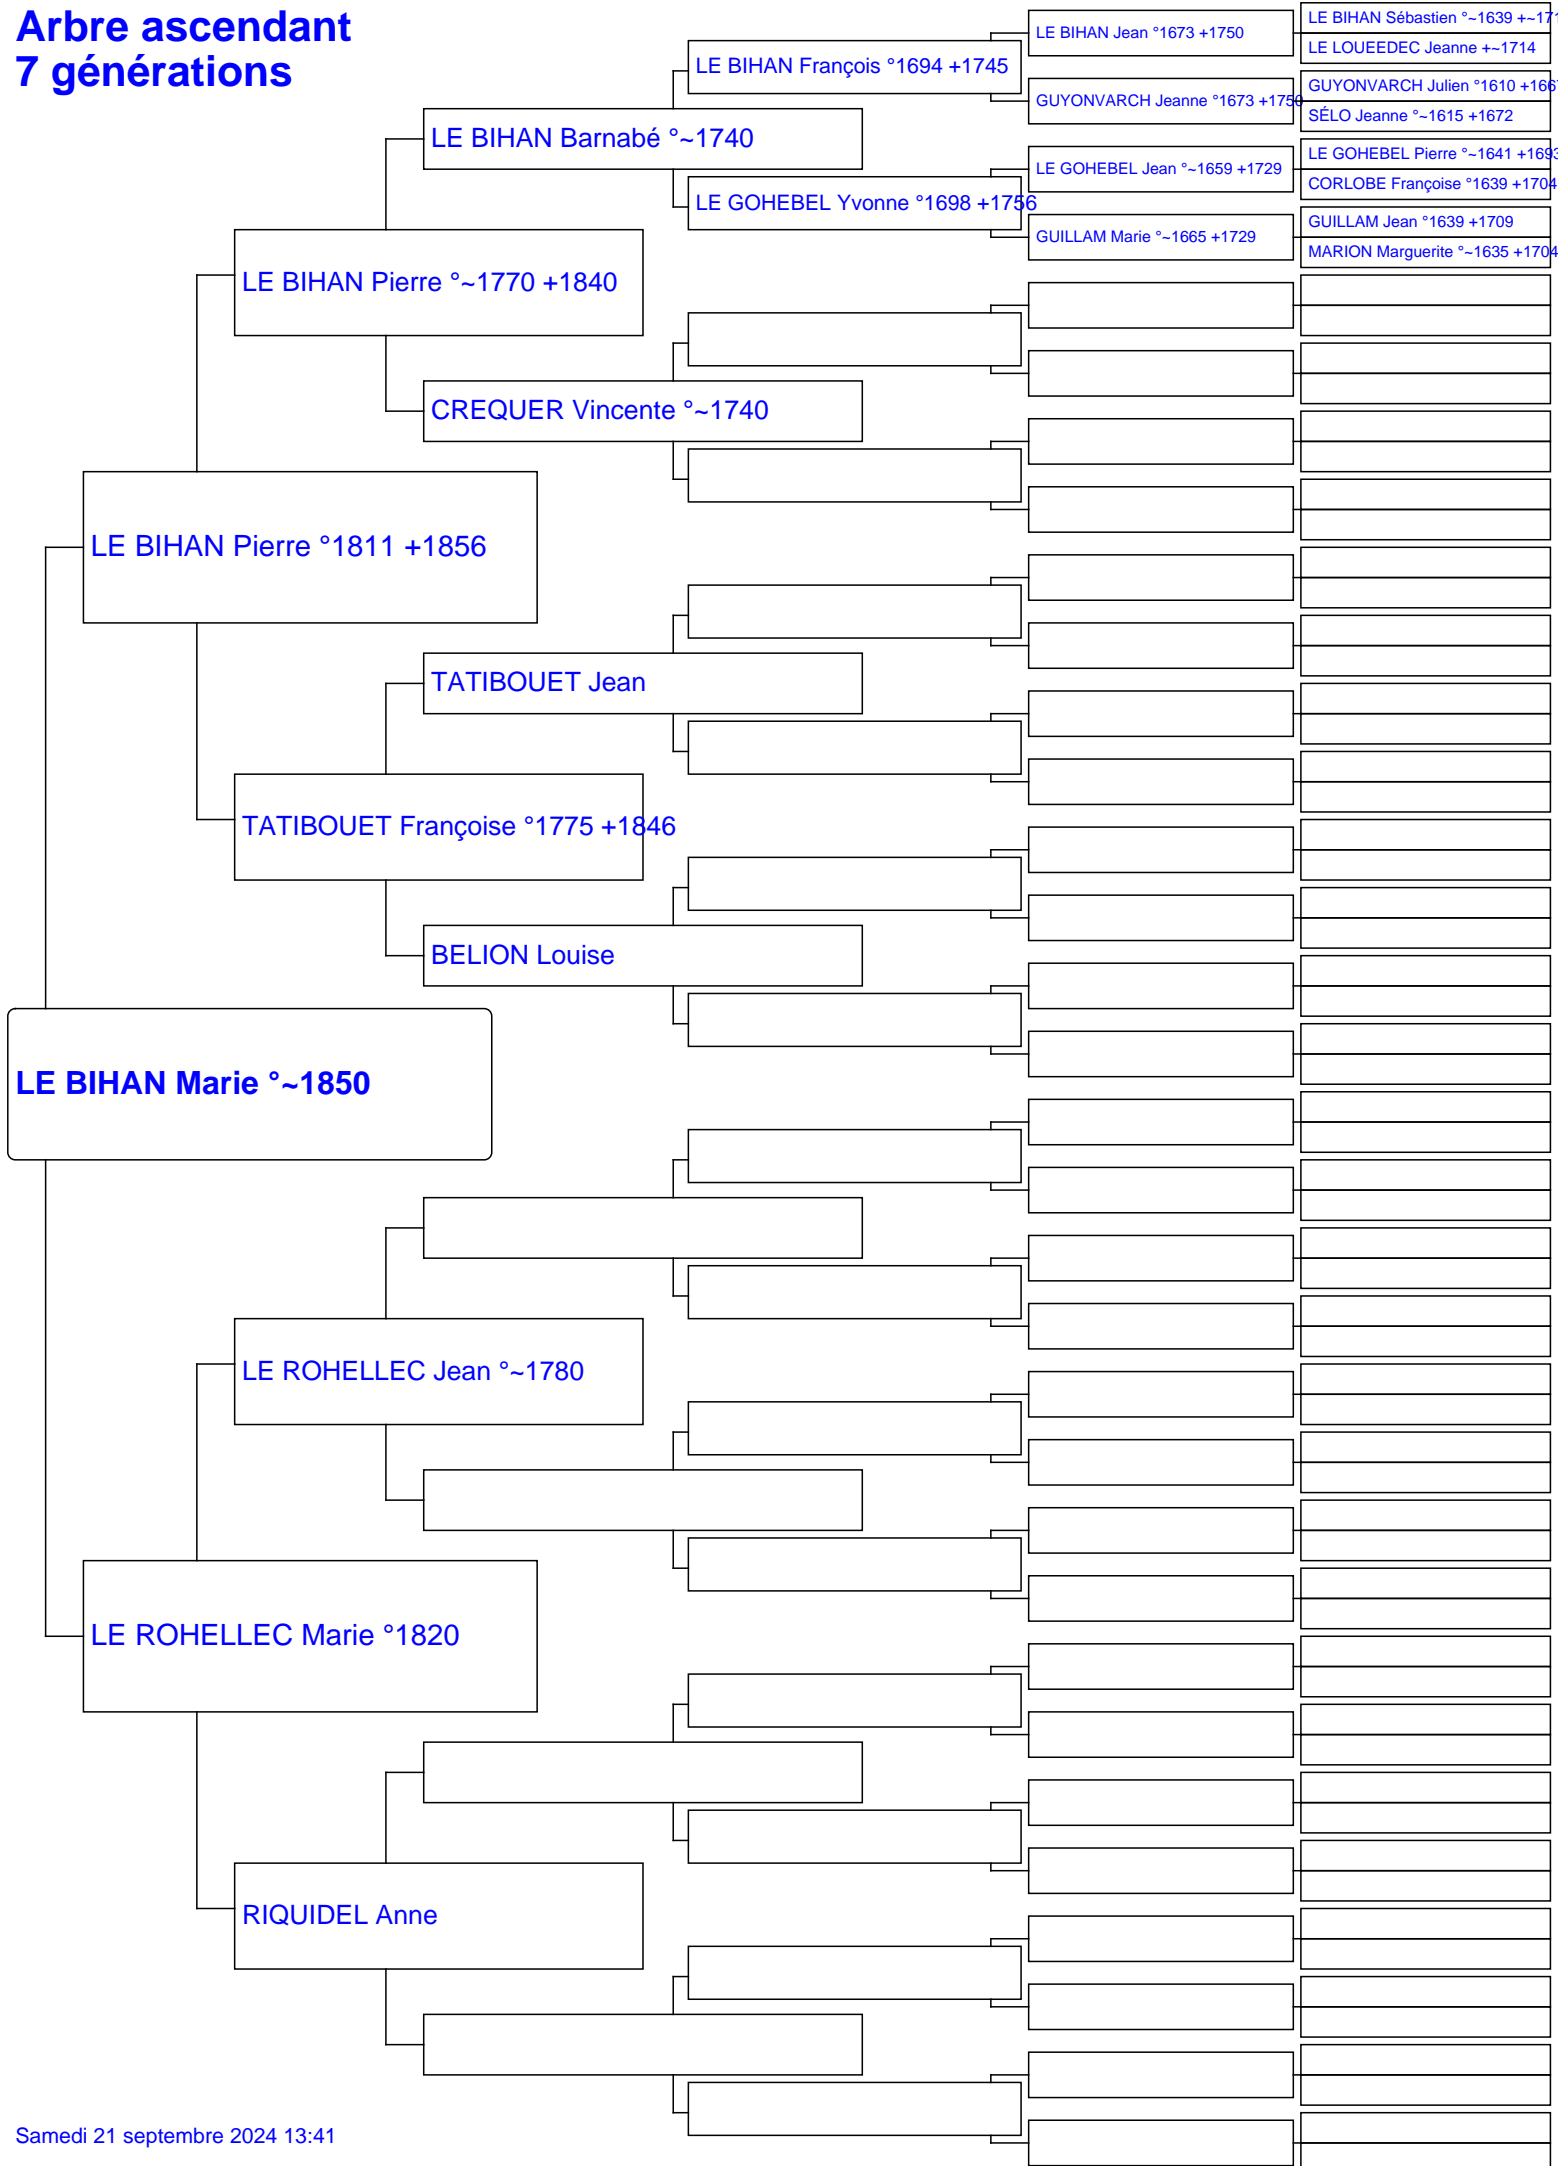 Arbre ascendant
7 générations
LE BIHAN Marie °~1850
LE BIHAN Pierre °1811 +1856
LE ROHELLEC Marie °1820
LE BIHAN Pierre °~1770 +1840
TATIBOUET Françoise °1775 +1846
LE ROHELLEC Jean °~1780
RIQUIDEL Anne
LE BIHAN Barnabé °~1740
CREQUER Vincente °~1740
TATIBOUET Jean
BELION Louise
LE BIHAN François °1694 +1745
LE GOHEBEL Yvonne °1698 +1756
LE BIHAN Jean °1673 +1750
GUYONVARCH Jeanne °1673 +1750
LE GOHEBEL Jean °~1659 +1729
GUILLAM Marie °~1665 +1729
LE BIHAN Sébastien °~1639
LE LOUEEDEC Jeanne +~1714
GUYONVARCH Julien °1610
SÉLO Jeanne °~1615 +1672
LE GOHEBEL Pierre °~1641 +1693
CORLOBE Françoise °1639 +1704
GUILLAM Jean °1639 +1709
MARION Marguerite °~1635 +1704
Samedi 21 septembre 2024 13:41